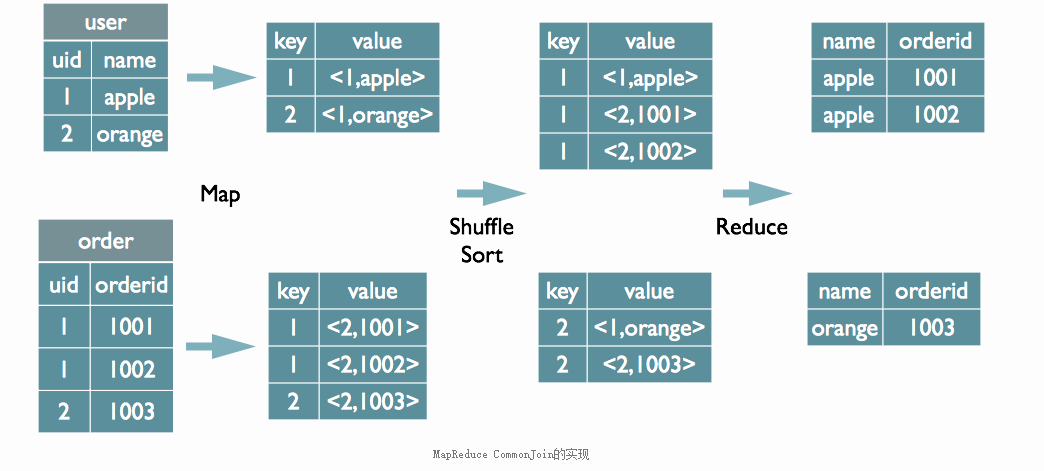 user
uid name
1 apple
2 orange
key value
1 <1,apple>
2 <1,orange>
key value
1 <1,apple>
1 <2,1001>
1 <2,1002>
name orderid
apple 1001
apple 1002
Map
Shuffle
Sort
Reduce
order
uid orderid
1 1001
1 1002
2 1003
key value
1 <2,1001>
1 <2,1002>
2 <2,1003>
key value
2 <1,orange>
2 <2,1003>
name orderid
orange 1003
MapReduce CommonJoin的实现